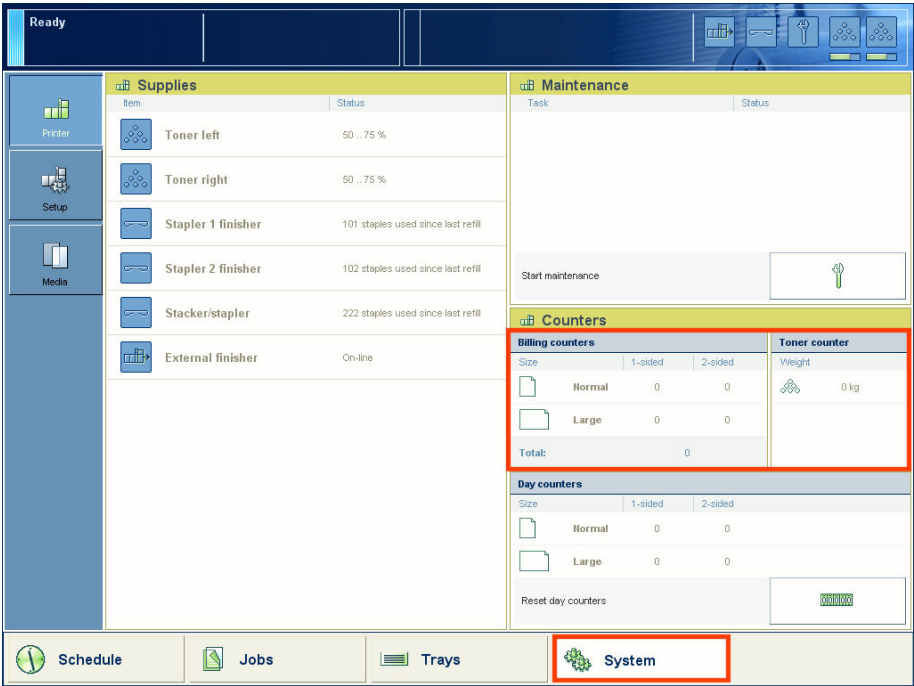 Ready
Printer
Setup
Media
Supplies
Item Status
Toner left 50 .. 75 %
Toner right 50 .. 75 %
Stapler 1 finisher 101 staples used since last refill
Stapler 2 finisher 102 staples used since last refill
Stacker/stapler 222 staples used since last refill
External finisher On-line
Maintenance
Task Status
Start maintenance
Counters
Billing counters Toner counter
Size 1-sided 2-sided Weight
Normal 0 0 0 kg
Large 0 0
Total: 0
Day counters
Size 1-sided 2-sided
Normal 0 0
Large 0 0
Reset day counters 00000
Schedule Jobs Trays System